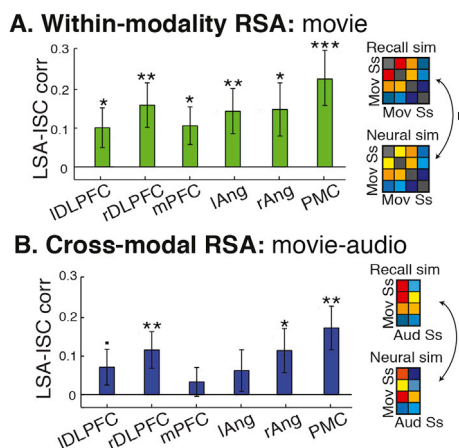 A. Within-modality RSA: movie
LSA-ISC corr
0.3
0.2
0.1
0
*
**
*
**
*
***
lDLPFC
rDLPFC
mPFC
lAng
rAng
PMC
Recall sim
Mov Ss
Mov Ss
Neural sim
Mov Ss
Mov Ss
B. Cross-modal RSA: movie-audio
LSA-ISC corr
0.3
0.2
0.1
0
.
**
*
**
lDLPFC
rDLPFC
mPFC
lAng
rAng
PMC
Recall sim
Mov Ss
Aud Ss
Neural sim
Mov Ss
Aud Ss